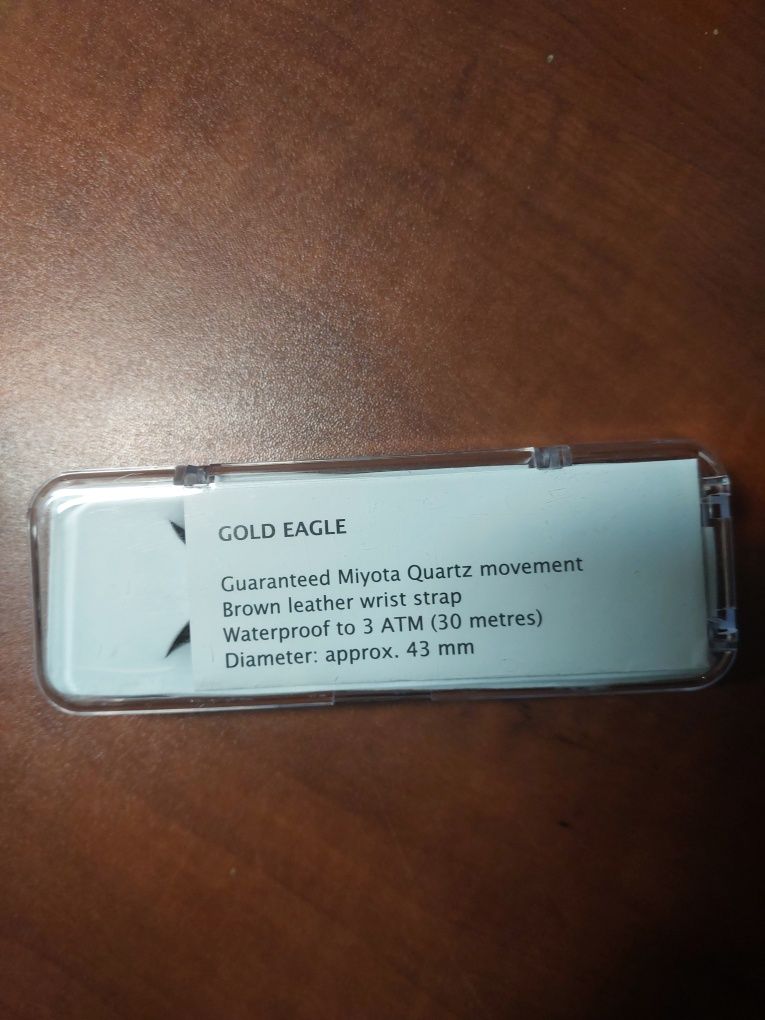 GOLD EAGLE
Guaranteed Miyota Quartz movement
Brown leather wrist strap
Waterproof to 3 ATM (30 metres)
Diameter: approx. 43 mm